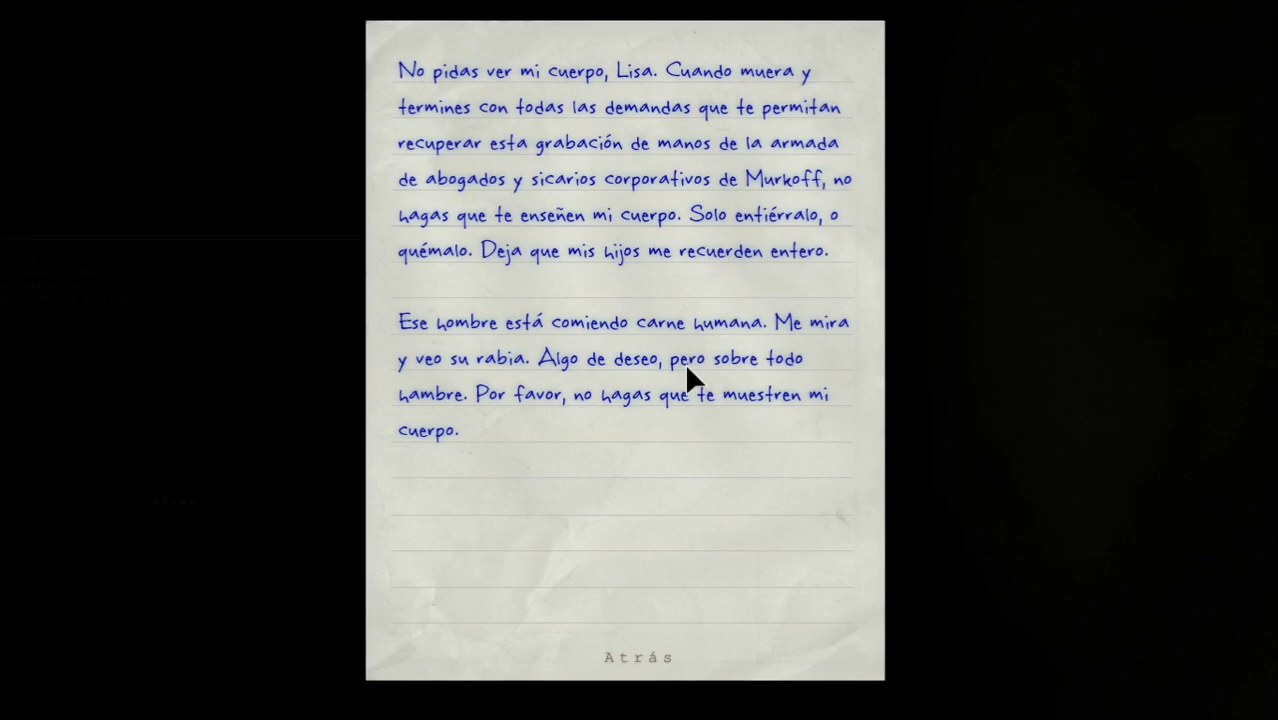 No pidas ver mi cuerpo, Lisa. Cuando muera y
termines con todas las demandas que te permitan
recuperar esta grabación de manos de la armada
de abogados y sicarios corporativos de Murkoff, no
hagas que te enseñen mi cuerpo. Solo entiérralo, o
quémalo. Deja que mis hijos me recuerden entero.
Ese hombre está comiendo carne humana. Me mira
y veo su rabia. Algo de deseo, pero sobre todo
hambre. Por favor, no hagas que te muestren mi
cuerpo.
Atrás